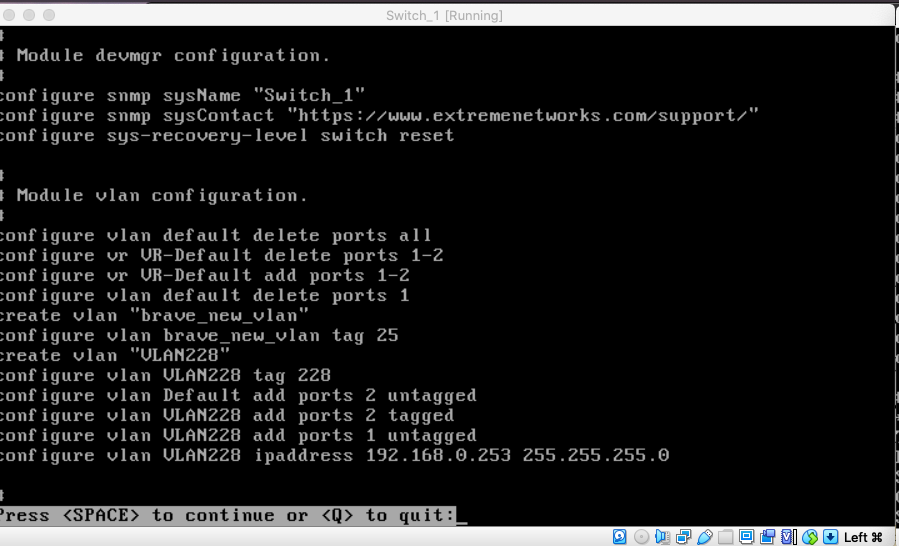 Switch_1 [Running]
#
# Module devmgr configuration.
#
configure snmp sysName "Switch_1"
configure snmp sysContact "https://www.extremenetworks.com/support/"
configure sys-recovery-level switch reset
#
# Module vlan configuration.
#
configure vlan default delete ports all
configure vr VR-Default delete ports 1-2
configure vr VR-Default add ports 1-2
configure vlan default delete ports 1
create vlan "brave_new_vlan"
configure vlan brave_new_vlan tag 25
create vlan "VLAN228"
configure vlan VLAN228 tag 228
configure vlan Default add ports 2 untagged
configure vlan VLAN228 add ports 2 tagged
configure vlan VLAN228 add ports 1 untagged
configure vlan VLAN228 ipaddress 192.168.0.253 255.255.255.0
#
Press <SPACE> to continue or <Q> to quit:_
Left ⌘